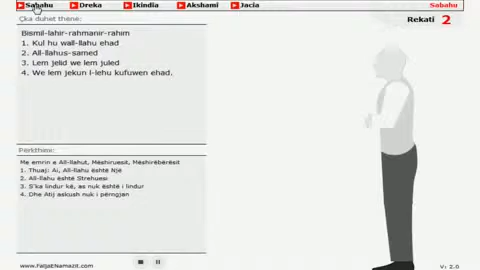 Sabahu Dreka Ikindia Akshami Jacia Sabahu
Çka duhet thënë:
Rekati 2
Bismil-lahir-rahmanir-rahim
1. Kul hu wall-llahu ehad
2. All-llahus-samed
3. Lem jelid we lem juled
4. We lem jekun l-lehu kufuwen ehad.
Përkthimi:
Me emrin e All-llahut, Mëshiruesit, Mëshirëbërësit
1. Thuaj: Ai, All-llahu është Një
2. All-llahu është Strehuesi
3. S'ka lindur kë, as nuk është i lindur
4. Dhe Atij askush nuk i përngjan
www.FaljaENamazit.com
V: 2.0